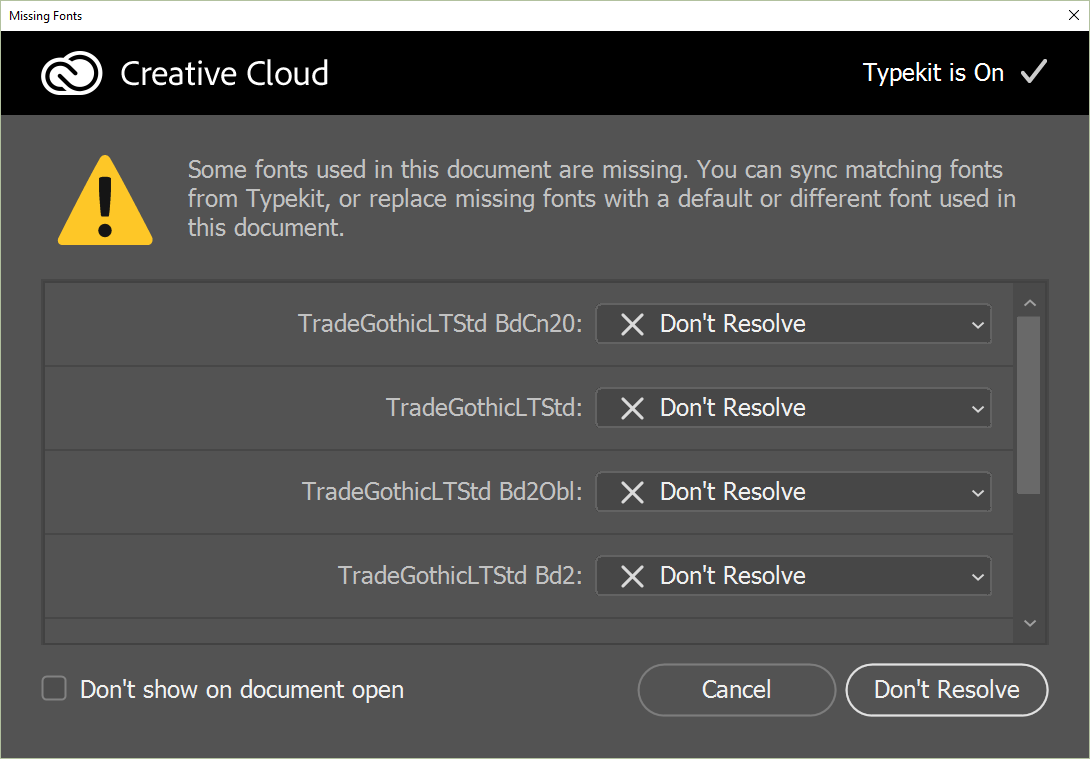 Missing Fonts
Creative Cloud
Typekit is On
Some fonts used in this document are missing. You can sync matching fonts
from Typekit, or replace missing fonts with a default or different font used in
this document.
TradeGothicLTStd BdCn20: Don't Resolve
TradeGothicLTStd: Don't Resolve
TradeGothicLTStd Bd2Obl: Don't Resolve
TradeGothicLTStd Bd2: Don't Resolve
Don't show on document open
Cancel
Don't Resolve